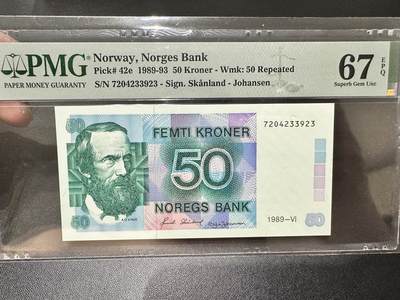 PMG
PAPER MONEY GUARANTY
Norway, Norges Bank
Pick# 42e 1989-93 50 Kroner - Wmk: 50 Repeated
S/N 7204233923 - Sign. Skånland - Johansen
67 EPQ
Superb Gem Unc
FEMTI KRONER
7204233923
50
50
NOREGS BANK
1989-VI
50